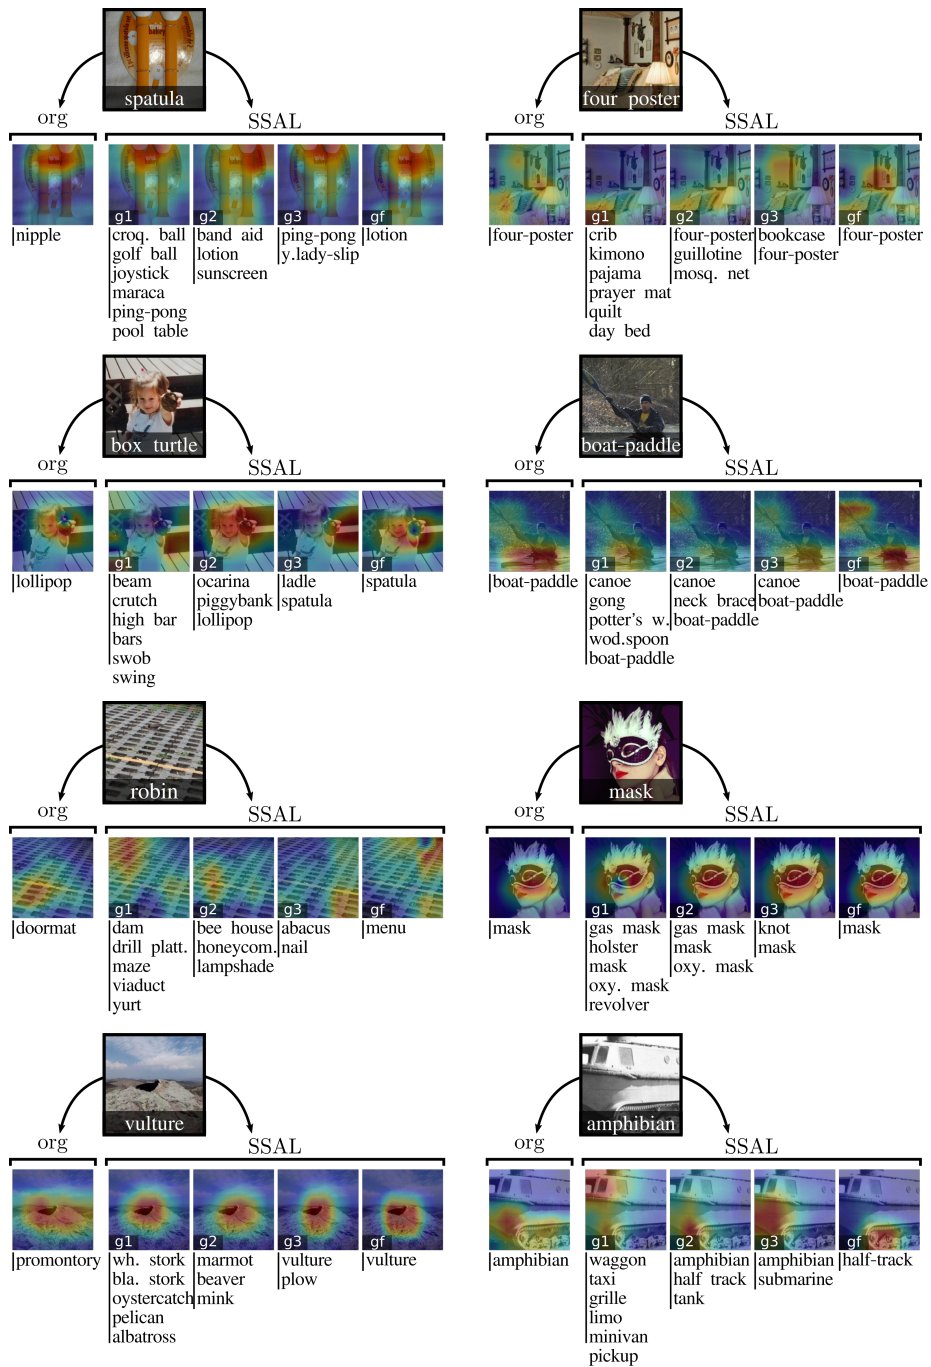 spatula
org
SSAL
g1
g2
g3
gf
nipple
croq. ball
golf ball
joystick
maraca
ping-pong
pool table
band aid
lotion
sunscreen
ping-pong
y.lady-slip
lotion
four poster
org
SSAL
g1
g2
g3
gf
four-poster
crib
kimono
pajama
prayer mat
quilt
day bed
four-poster
guillotine
mosq. net
bookcase
four-poster
four-poster
box turtle
org
SSAL
g1
g2
g3
gf
lollipop
beam
crutch
high bar
bars
swob
swing
ocarina
piggybank
lollipop
ladle
spatula
spatula
boat-paddle
org
SSAL
g1
g2
g3
gf
boat-paddle
canoe
gong
potter's w.
wod.spoon
boat-paddle
canoe
neck brace
boat-paddle
canoe
boat-paddle
boat-paddle
robin
org
SSAL
g1
g2
g3
gf
doormat
dam
drill platt.
maze
viaduct
yurt
bee house
honeycom.
lampshade
abacus
nail
menu
mask
org
SSAL
g1
g2
g3
gf
mask
gas mask
holster
mask
oxy. mask
revolver
gas mask
mask
oxy. mask
knot
mask
mask
vulture
org
SSAL
g1
g2
g3
gf
promontory
wh. stork
bla. stork
oystercatch
pelican
albatross
marmot
beaver
mink
vulture
plow
vulture
amphibian
org
SSAL
g1
g2
g3
gf
amphibian
waggon
taxi
grille
limo
minivan
pickup
amphibian
half track
tank
amphibian
submarine
half-track